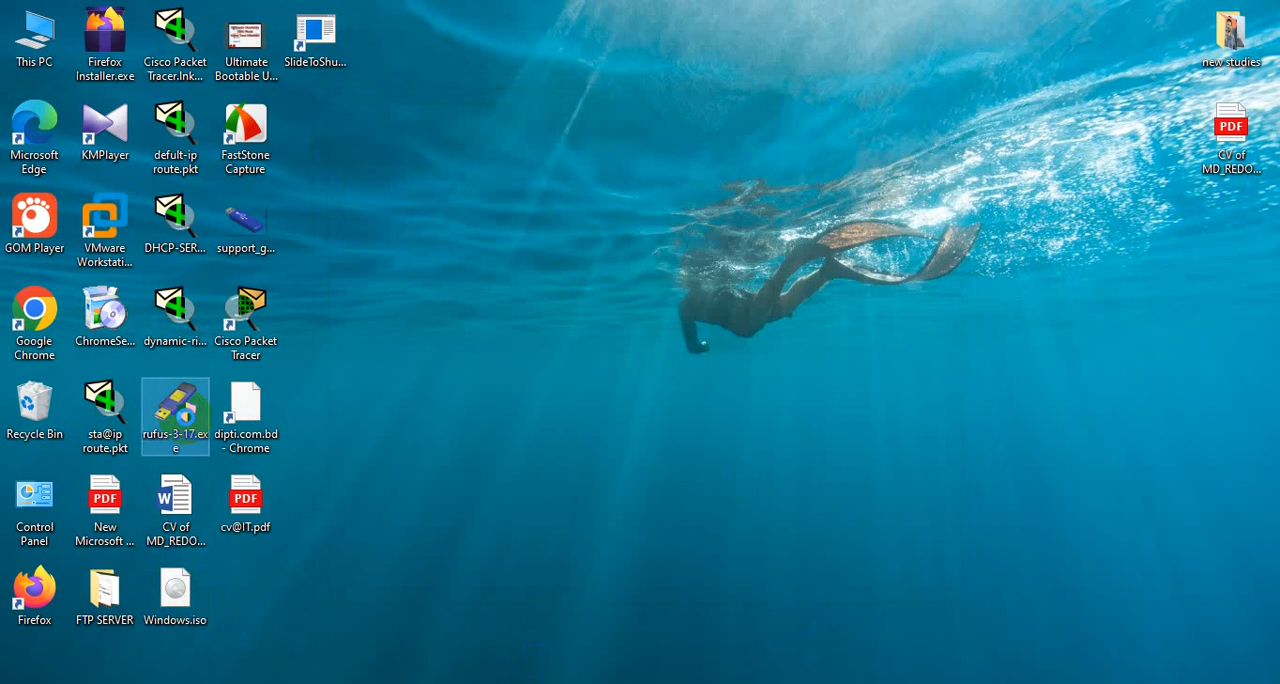 This PC
Firefox
Installer.exe
Cisco Packet
Tracer.lnk...
Ultimate
Bootable U...
SlideToShu...
new studies
Microsoft
Edge
KMPlayer
defult-ip
route.pkt
FastStone
Capture
PDF
CV of
MD_REDO...
GOM Player
VMware
Workstati...
DHCP-SER...
support_g...
Google
Chrome
ChromeSe...
dynamic-ri...
Cisco Packet
Tracer
Recycle Bin
sta@ip
route.pkt
rufus-3-17.ex
e
dipti.com.bd
- Chrome
Control
Panel
PDF
New
Microsoft ...
W
CV of
MD_REDO...
PDF
cv@IT.pdf
Firefox
FTP SERVER
Windows.iso